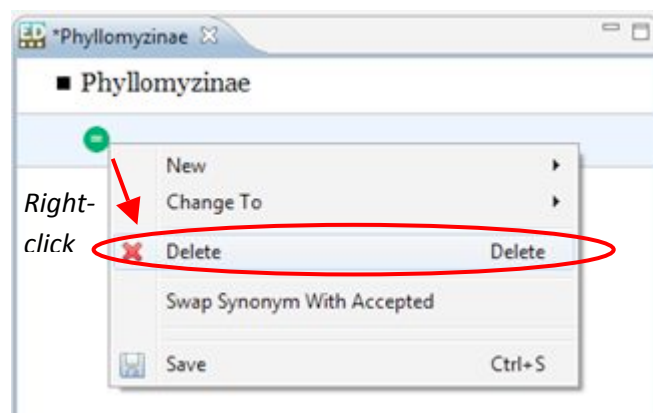 *Phyllomyzinae
■ Phyllomyzinae
=
New
Right-
Change To
click
Delete Delete
Swap Synonym With Accepted
Save Ctrl+S